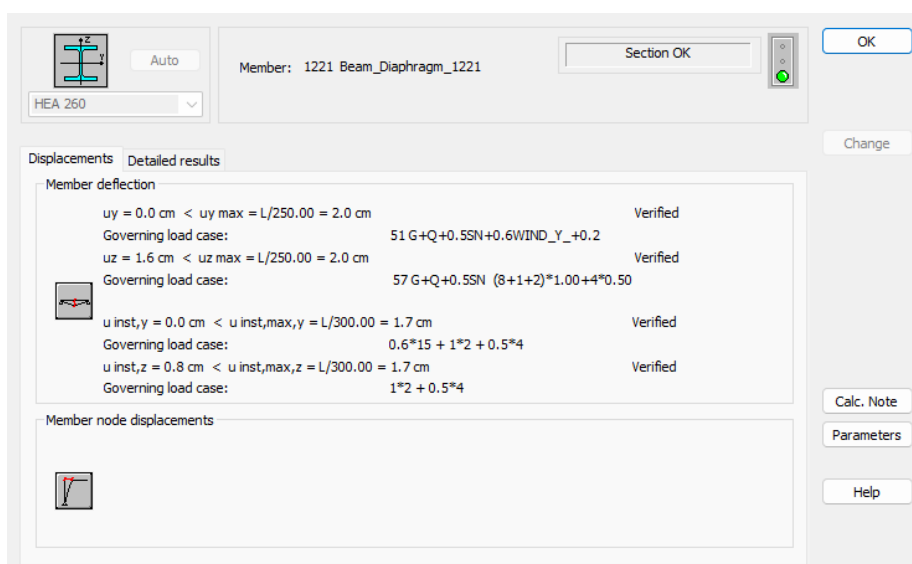 z
y
Auto
HEA 260
Member: 1221 Beam_Diaphragm_1221
Section OK
OK
Change
Displacements Detailed results
Member deflection
uy = 0.0 cm < uy max = L/250.00 = 2.0 cm Verified
Governing load case: 51 G+Q+0.5SN+0.6WIND_Y_+0.2
uz = 1.6 cm < uz max = L/250.00 = 2.0 cm Verified
Governing load case: 57 G+Q+0.5SN (8+1+2)*1.00+4*0.50
u inst,y = 0.0 cm < u inst,max,y = L/300.00 = 1.7 cm Verified
Governing load case: 0.6*15 + 1*2 + 0.5*4
u inst,z = 0.8 cm < u inst,max,z = L/300.00 = 1.7 cm Verified
Governing load case: 1*2 + 0.5*4
Member node displacements
Calc. Note
Parameters
Help